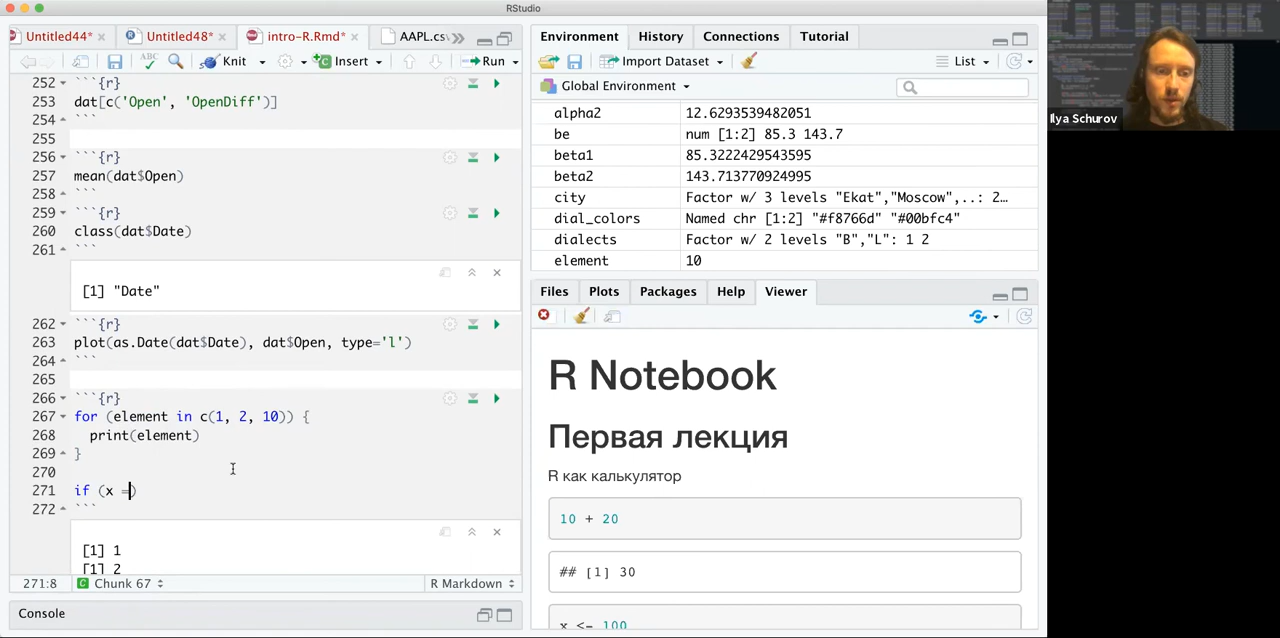 RStudio
Untitled44* × Untitled48* × intro-R.Rmd* × AAPL.csv
ABC Knit Insert Run
252 ```{r}
253 dat[c('Open', 'OpenDiff')]
254 ```
255
256 ```{r}
257 mean(dat$Open)
258 ```
259 ```{r}
260 class(dat$Date)
261 ```
[1] "Date"
262 ```{r}
263 plot(as.Date(dat$Date), dat$Open, type='l')
264 ```
265
266 ```{r}
267 for (element in c(1, 2, 10)) {
268 print(element)
269 }
270
271 if (x =)
272 ```
[1] 1
[1] 2
271:8 C Chunk 67 R Markdown
Console
Environment History Connections Tutorial
Import Dataset List
Global Environment
alpha2 12.6293539482051
be num [1:2] 85.3 143.7
beta1 85.3222429543595
beta2 143.713770924995
city Factor w/ 3 levels "Ekat","Moscow",..: 2…
dial_colors Named chr [1:2] "#f8766d" "#00bfc4"
dialects Factor w/ 2 levels "B","L": 1 2
element 10
Files Plots Packages Help Viewer
R Notebook
Первая лекция
R как калькулятор
10 + 20
## [1] 30
x <- 100
Ilya Schurov